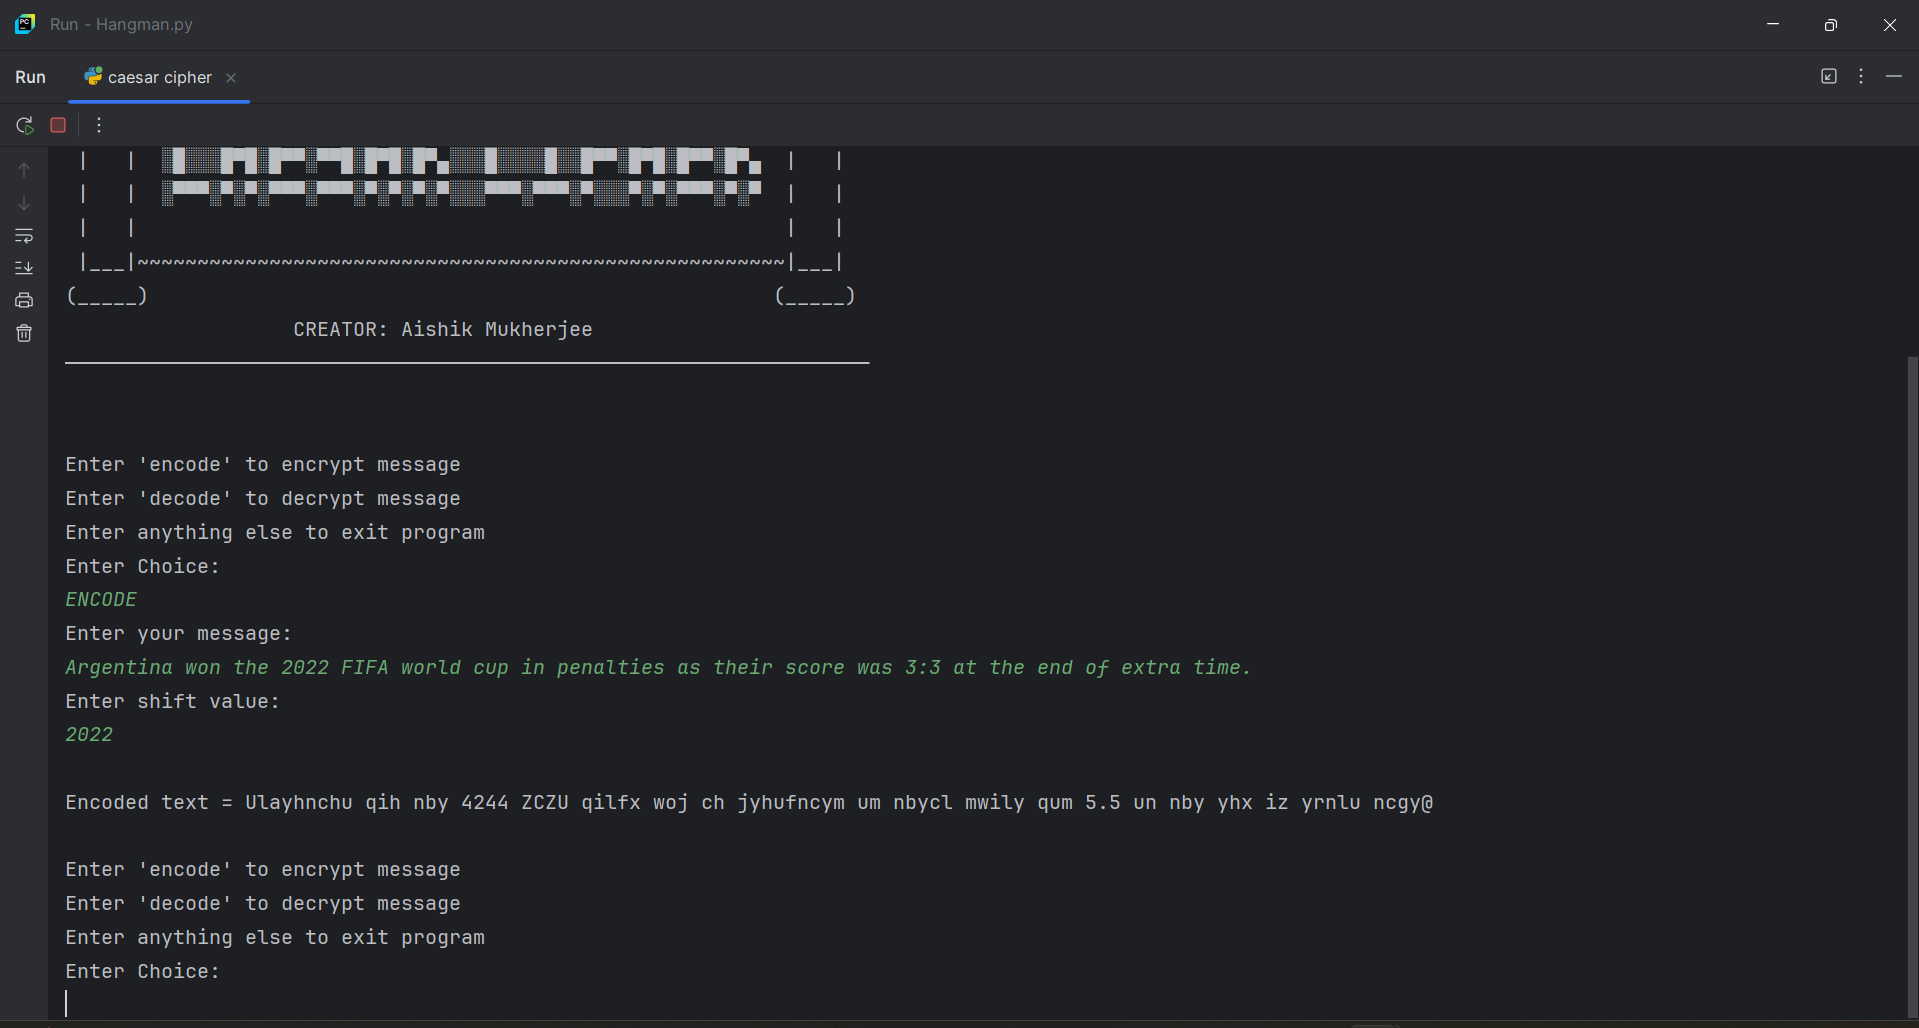 Run - Hangman.py
Run caesar cipher
|___|~~~~~~~~~~~~~~~~~~~~~~~~~~~~~~~~~~~~~~~~~~~~~~~~~~~~~~|___|
(_____) (_____)
CREATOR: Aishik Mukherjee
Enter 'encode' to encrypt message
Enter 'decode' to decrypt message
Enter anything else to exit program
Enter Choice:
ENCODE
Enter your message:
Argentina won the 2022 FIFA world cup in penalties as their score was 3:3 at the end of extra time.
Enter shift value:
2022
Encoded text = Ulayhnchu qih nby 4244 ZCZU qilfx woj ch jyhufncym um nbycl mwily qum 5.5 un nby yhx iz yrnlu ncgy@
Enter 'encode' to encrypt message
Enter 'decode' to decrypt message
Enter anything else to exit program
Enter Choice: